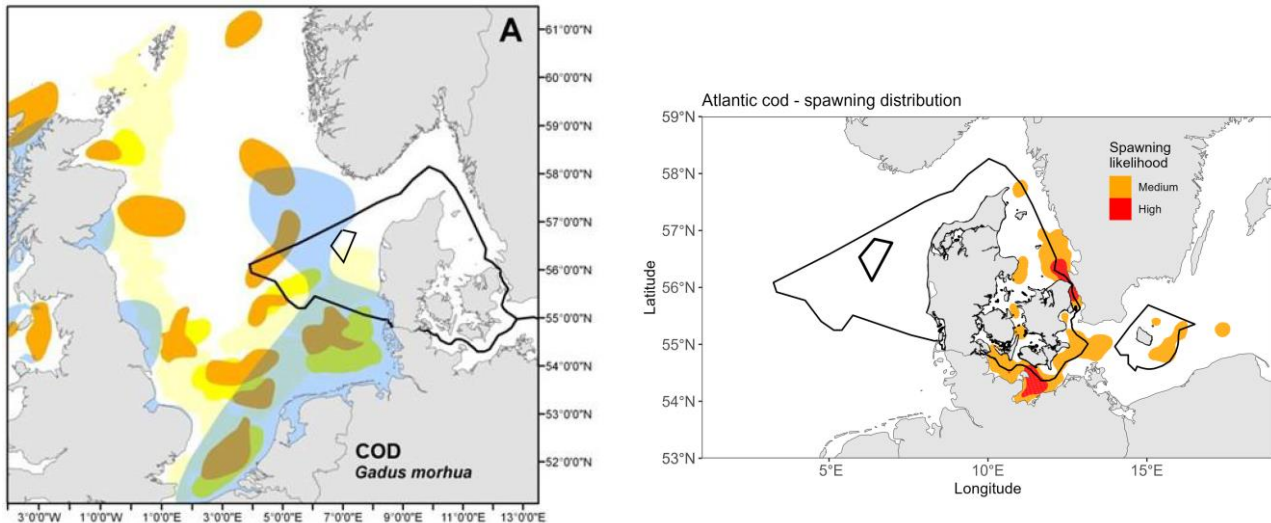 A
61°0'0"N
60°0'0"N
59°0'0"N
58°0'0"N
57°0'0"N
56°0'0"N
55°0'0"N
54°0'0"N
53°0'0"N
52°0'0"N
COD
Gadus morhua
3°0'0"W 1°0'0"W 1°0'0"E 3°0'0"E 5°0'0"E 7°0'0"E 9°0'0"E 11°0'0"E 13°0'0"E
Atlantic cod - spawning distribution
59°N
58°N
57°N
56°N
55°N
54°N
53°N
Latitude
Spawning
likelihood
Medium
High
5°E 10°E 15°E
Longitude